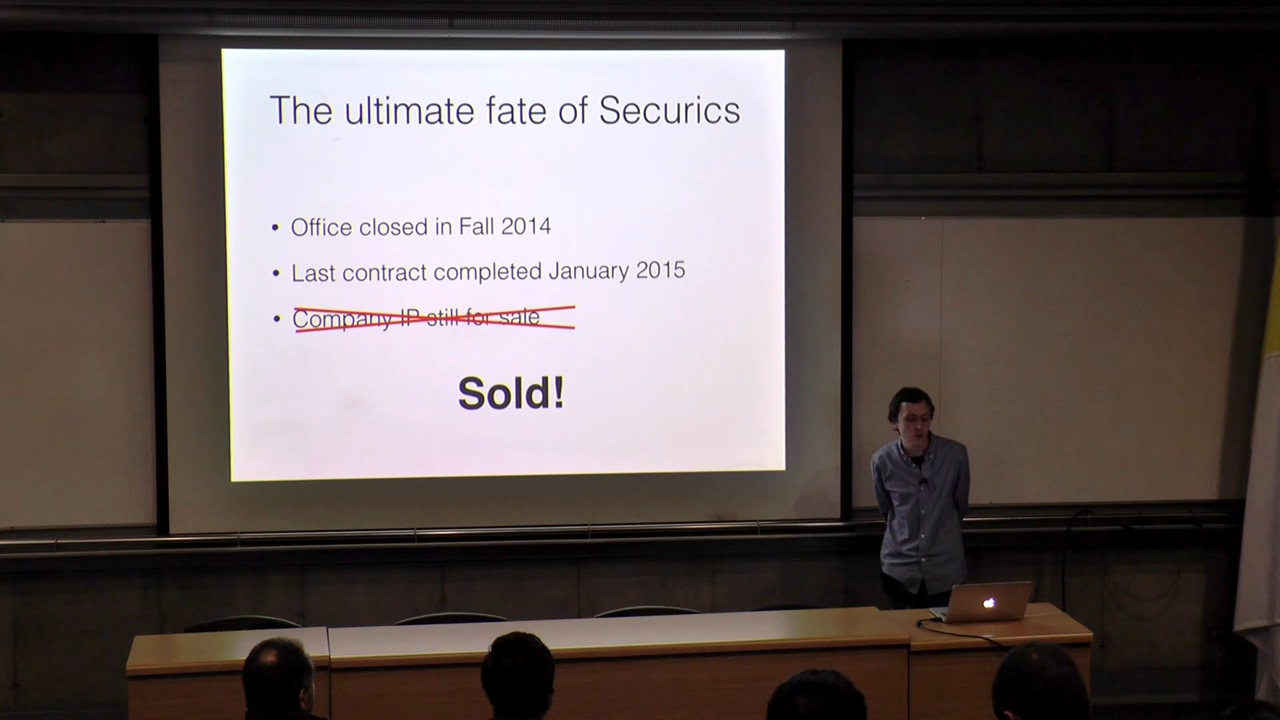 The ultimate fate of Securics
• Office closed in Fall 2014
• Last contract completed January 2015
• Company IP still for sale
Sold!